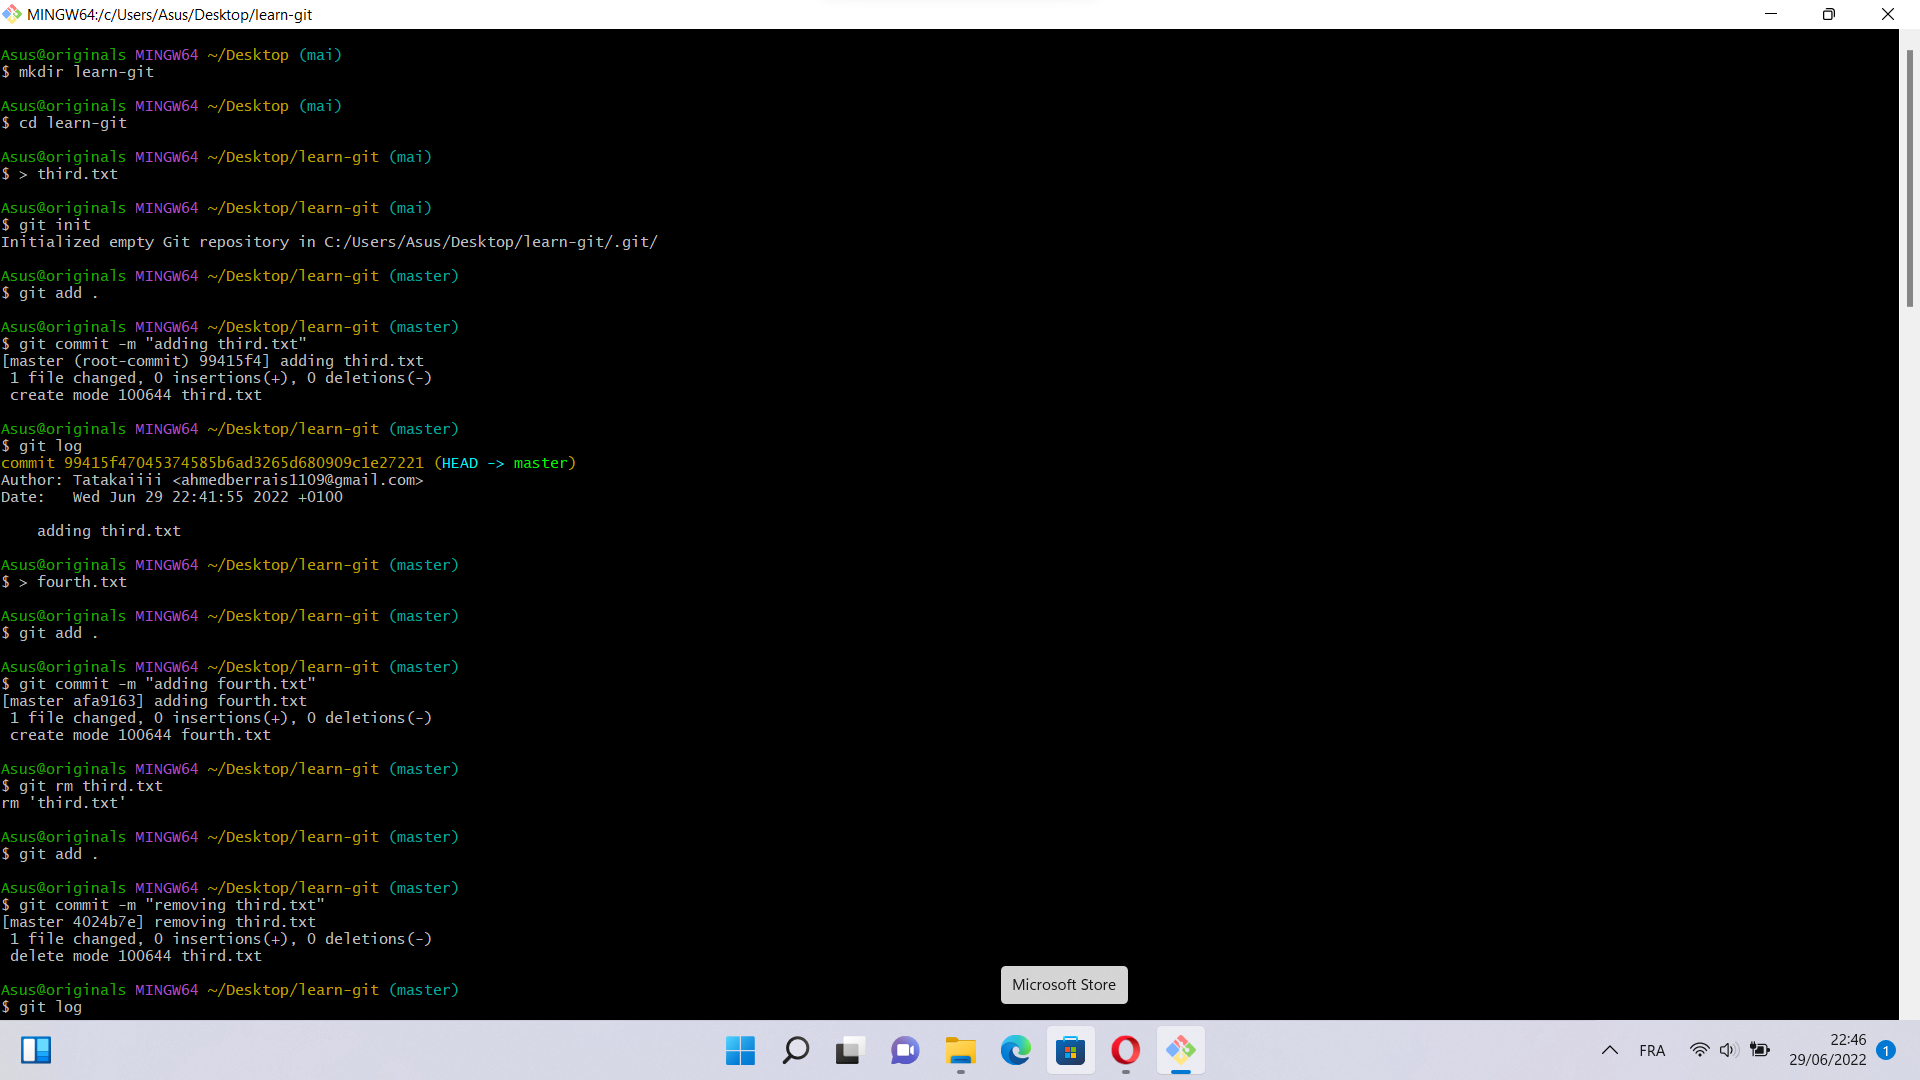 MINGW64:/c/Users/Asus/Desktop/learn-git
Asus@originals MINGW64 ~/Desktop (mai)
$ mkdir learn-git
Asus@originals MINGW64 ~/Desktop (mai)
$ cd learn-git
Asus@originals MINGW64 ~/Desktop/learn-git (mai)
$ > third.txt
Asus@originals MINGW64 ~/Desktop/learn-git (mai)
$ git init
Initialized empty Git repository in C:/Users/Asus/Desktop/learn-git/.git/
Asus@originals MINGW64 ~/Desktop/learn-git (master)
$ git add .
Asus@originals MINGW64 ~/Desktop/learn-git (master)
$ git commit -m "adding third.txt"
[master (root-commit) 99415f4] adding third.txt
 1 file changed, 0 insertions(+), 0 deletions(-)
 create mode 100644 third.txt
Asus@originals MINGW64 ~/Desktop/learn-git (master)
$ git log
commit 99415f47045374585b6ad3265d680909c1e27221 (HEAD -> master)
Author: Tatakaiiii <ahmedberrais1109@gmail.com>
Date:   Wed Jun 29 22:41:55 2022 +0100
    adding third.txt
Asus@originals MINGW64 ~/Desktop/learn-git (master)
$ > fourth.txt
Asus@originals MINGW64 ~/Desktop/learn-git (master)
$ git add .
Asus@originals MINGW64 ~/Desktop/learn-git (master)
$ git commit -m "adding fourth.txt"
[master afa9163] adding fourth.txt
 1 file changed, 0 insertions(+), 0 deletions(-)
 create mode 100644 fourth.txt
Asus@originals MINGW64 ~/Desktop/learn-git (master)
$ git rm third.txt
rm 'third.txt'
Asus@originals MINGW64 ~/Desktop/learn-git (master)
$ git add .
Asus@originals MINGW64 ~/Desktop/learn-git (master)
$ git commit -m "removing third.txt"
[master 4024b7e] removing third.txt
 1 file changed, 0 insertions(+), 0 deletions(-)
 delete mode 100644 third.txt
Asus@originals MINGW64 ~/Desktop/learn-git (master)
$ git log
Microsoft Store
FRA
22:46
29/06/2022
1